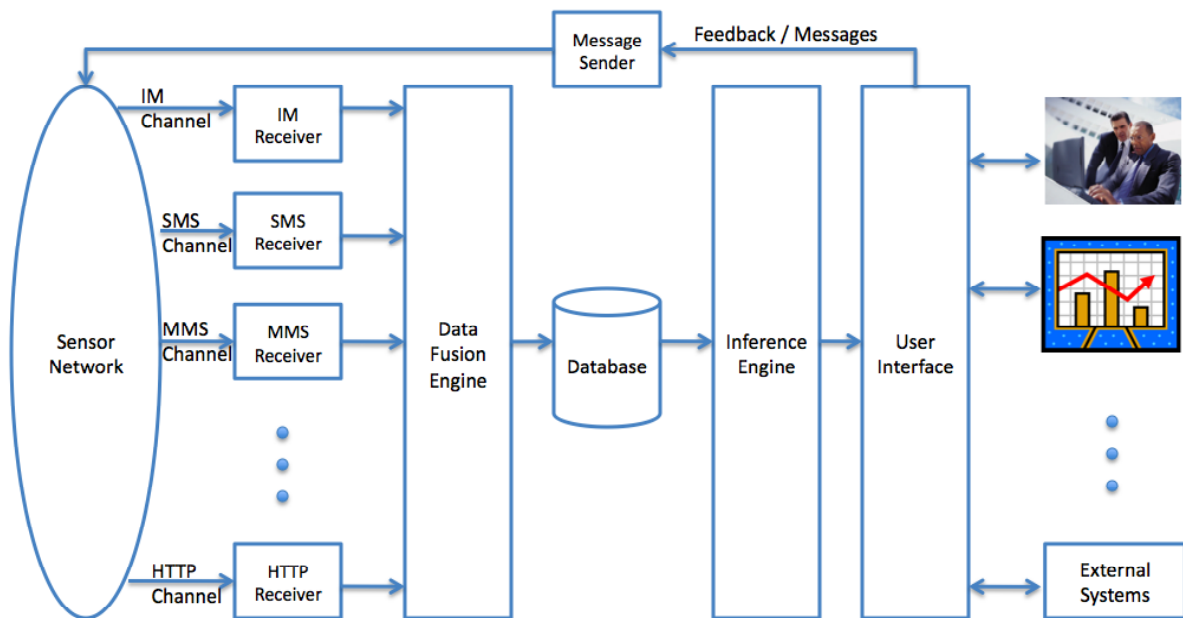 Message
Sender
Feedback / Messages
IM
Channel
IM
Receiver
SMS
Channel
SMS
Receiver
MMS
Channel
MMS
Receiver
Sensor
Network
Data
Fusion
Engine
Database
Inference
Engine
User
Interface
HTTP
Channel
HTTP
Receiver
External
Systems